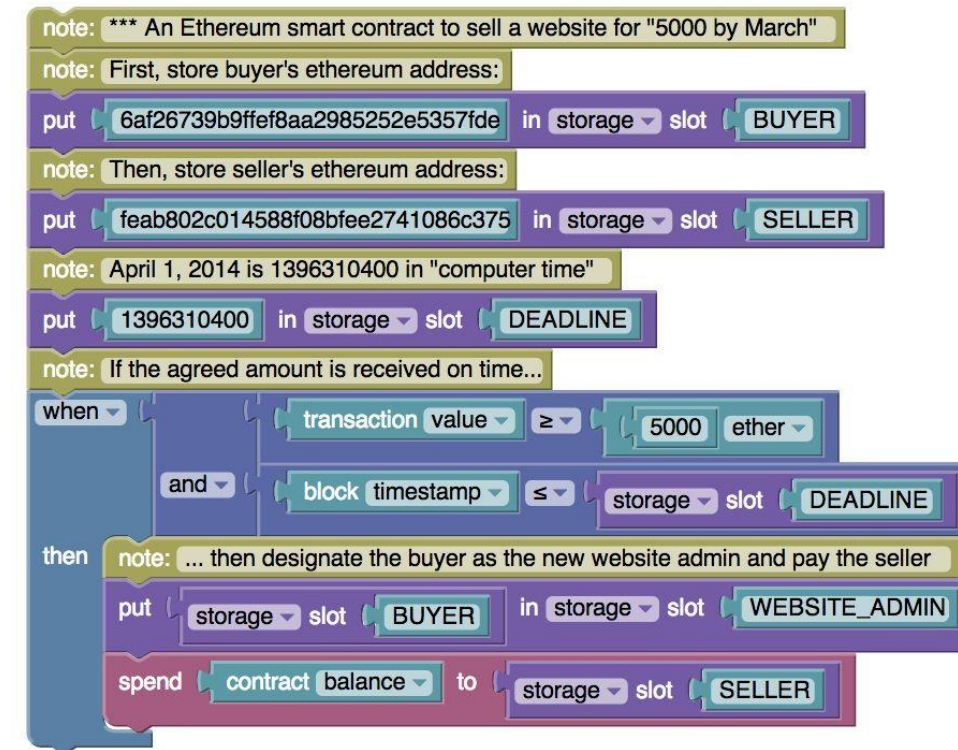 note: *** An Ethereum smart contract to sell a website for "5000 by March"
note: First, store buyer's ethereum address:
put 6af26739b9ffef8aa2985252e5357fde in storage slot BUYER
note: Then, store seller's ethereum address:
put feab802c014588f08bfee2741086c375 in storage slot SELLER
note: April 1, 2014 is 1396310400 in "computer time"
put 1396310400 in storage slot DEADLINE
note: If the agreed amount is received on time...
when transaction value ≥ 5000 ether
and block timestamp ≤ storage slot DEADLINE
then note: ... then designate the buyer as the new website admin and pay the seller
put storage slot BUYER in storage slot WEBSITE_ADMIN
spend contract balance to storage slot SELLER